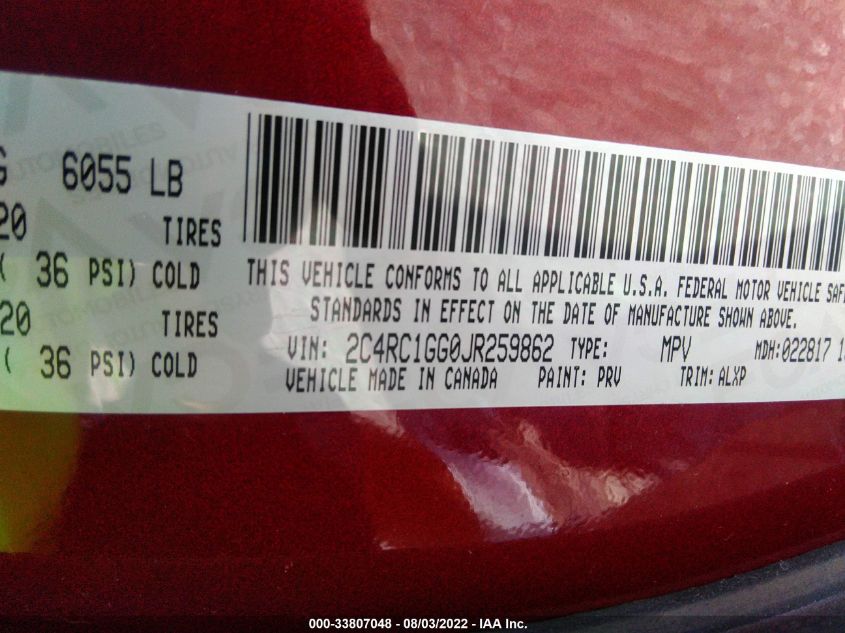 G 6055 LB
20 TIRES
( 36 PSI) COLD
20 TIRES
( 36 PSI) COLD
THIS VEHICLE CONFORMS TO ALL APPLICABLE U.S.A. FEDERAL MOTOR VEHICLE SAFE
STANDARDS IN EFFECT ON THE DATE OF MANUFACTURE SHOWN ABOVE.
VIN: 2C4RC1GG0JR259862 TYPE: MPV MDH:022817 1
VEHICLE MADE IN CANADA PAINT: PRV TRIM: ALXP
000-33807048 - 08/03/2022 - IAA Inc.